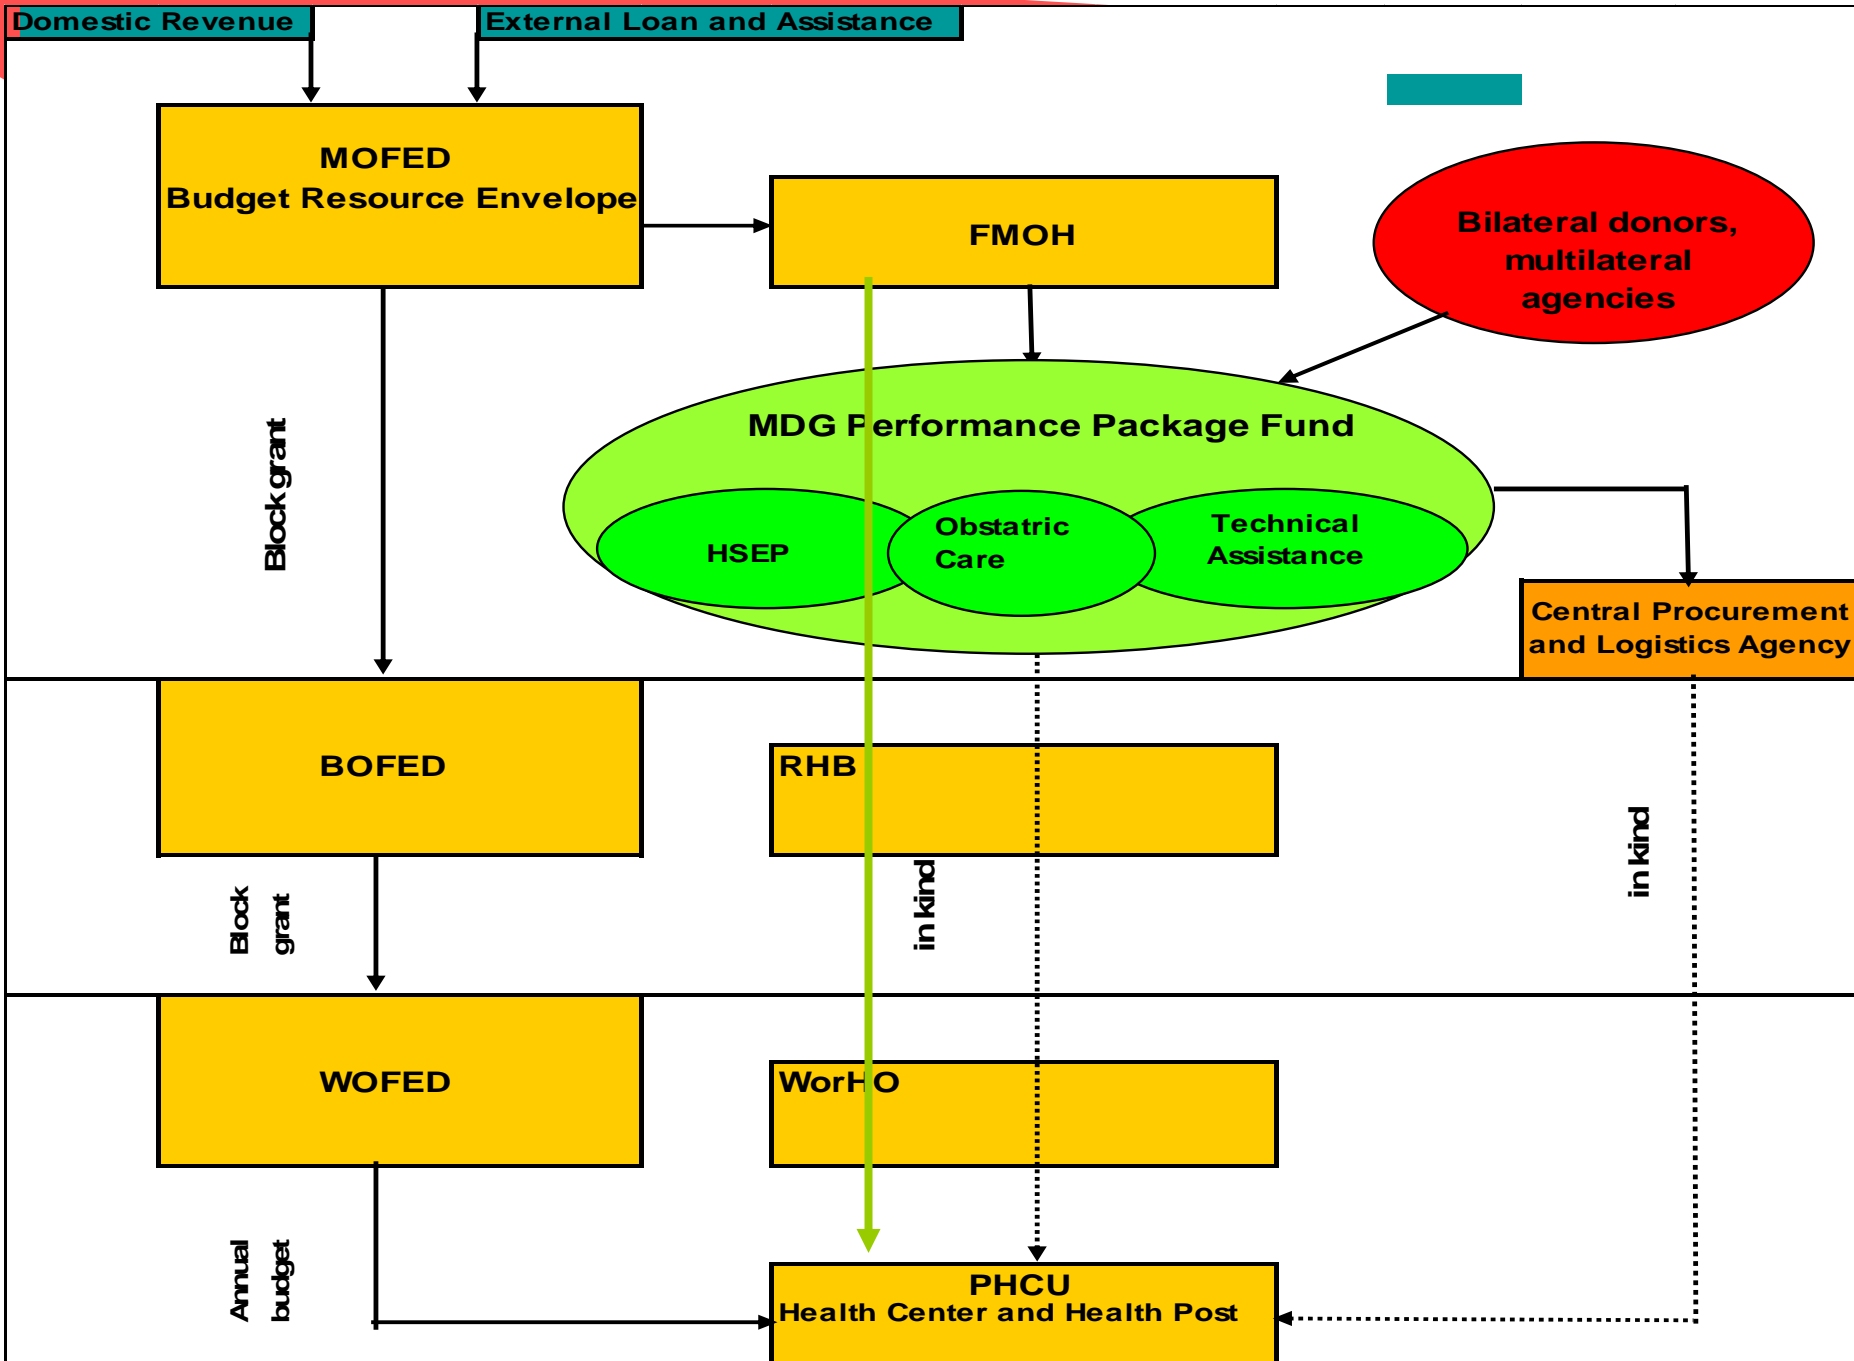 Domestic Revenue
External Loan and Assistance
MOFED
Budget Resource Envelope
FMOH
Bilateral donors,
multilateral
agencies
MDG Performance Package Fund
HSEP
Obstatric
Care
Technical
Assistance
Block grant
Central Procurement
and Logistics Agency
BOFED
RHB
in kind
in kind
Block
grant
WOFED
WorHO
Annual
budget
PHCU
Health Center and Health Post